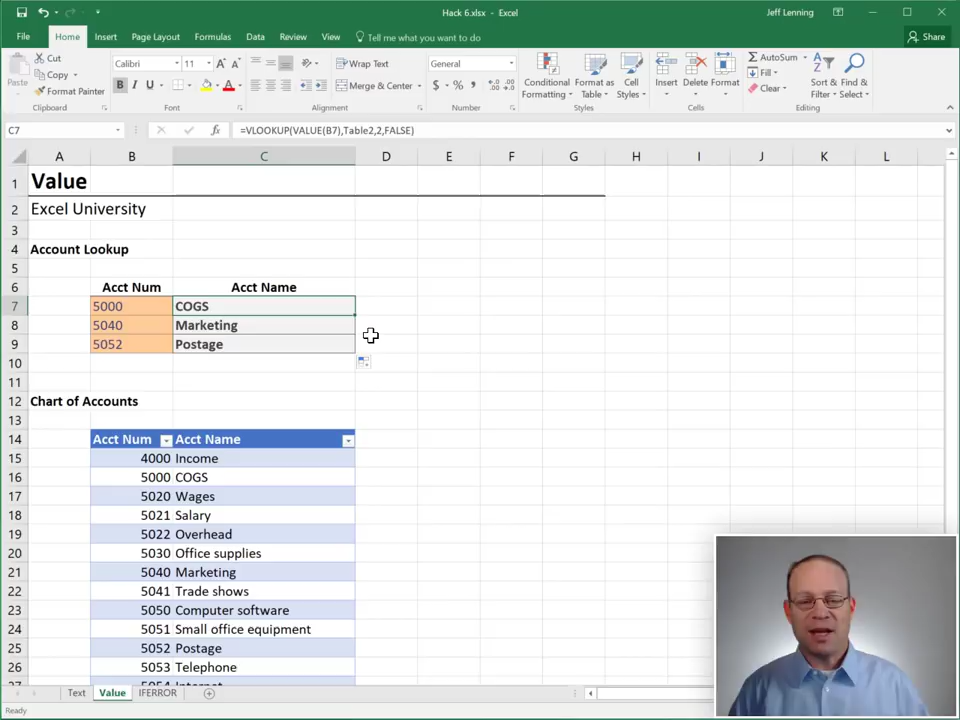 Hack 6.xlsx - Excel
Jeff Lenning
File Home Insert Page Layout Formulas Data Review View Tell me what you want to do Share
Cut
Copy
Format Painter
Paste
Clipboard
Calibri 11
B I U
Font
Wrap Text
Merge & Center
Alignment
General
$ % ,
Number
Conditional Formatting
Format as Table
Cell Styles
Styles
Insert Delete Format
Cells
AutoSum
Fill
Clear
Sort & Filter
Find & Select
Editing
C7 fx =VLOOKUP(VALUE(B7),Table2,2,FALSE)
A B C D E F G H I J K L
1 Value
2 Excel University
3
4 Account Lookup
5
6 Acct Num Acct Name
7 5000 COGS
8 5040 Marketing
9 5052 Postage
10
11
12 Chart of Accounts
13
14 Acct Num Acct Name
15 4000 Income
16 5000 COGS
17 5020 Wages
18 5021 Salary
19 5022 Overhead
20 5030 Office supplies
21 5040 Marketing
22 5041 Trade shows
23 5050 Computer software
24 5051 Small office equipment
25 5052 Postage
26 5053 Telephone
Text Value IFERROR
Ready